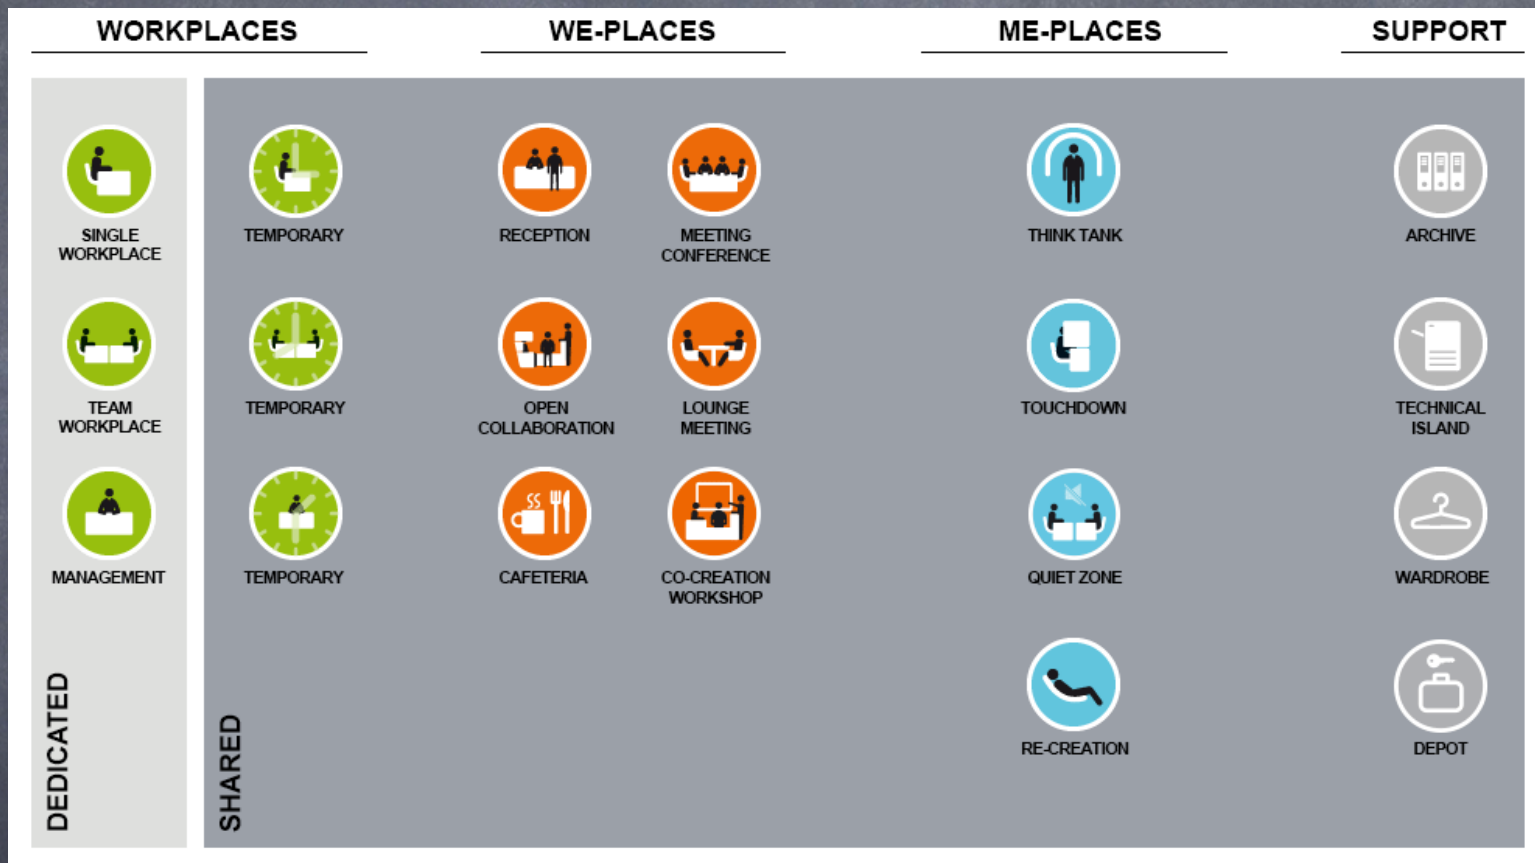 WORKPLACES
WE-PLACES
ME-PLACES
SUPPORT
SINGLE
WORKPLACE
TEMPORARY
RECEPTION
MEETING
CONFERENCE
THINK TANK
ARCHIVE
TEAM
WORKPLACE
TEMPORARY
OPEN
COLLABORATION
LOUNGE
MEETING
TOUCHDOWN
TECHNICAL
ISLAND
MANAGEMENT
TEMPORARY
CAFETERIA
CO-CREATION
WORKSHOP
QUIET ZONE
WARDROBE
RE-CREATION
DEPOT
DEDICATED
SHARED